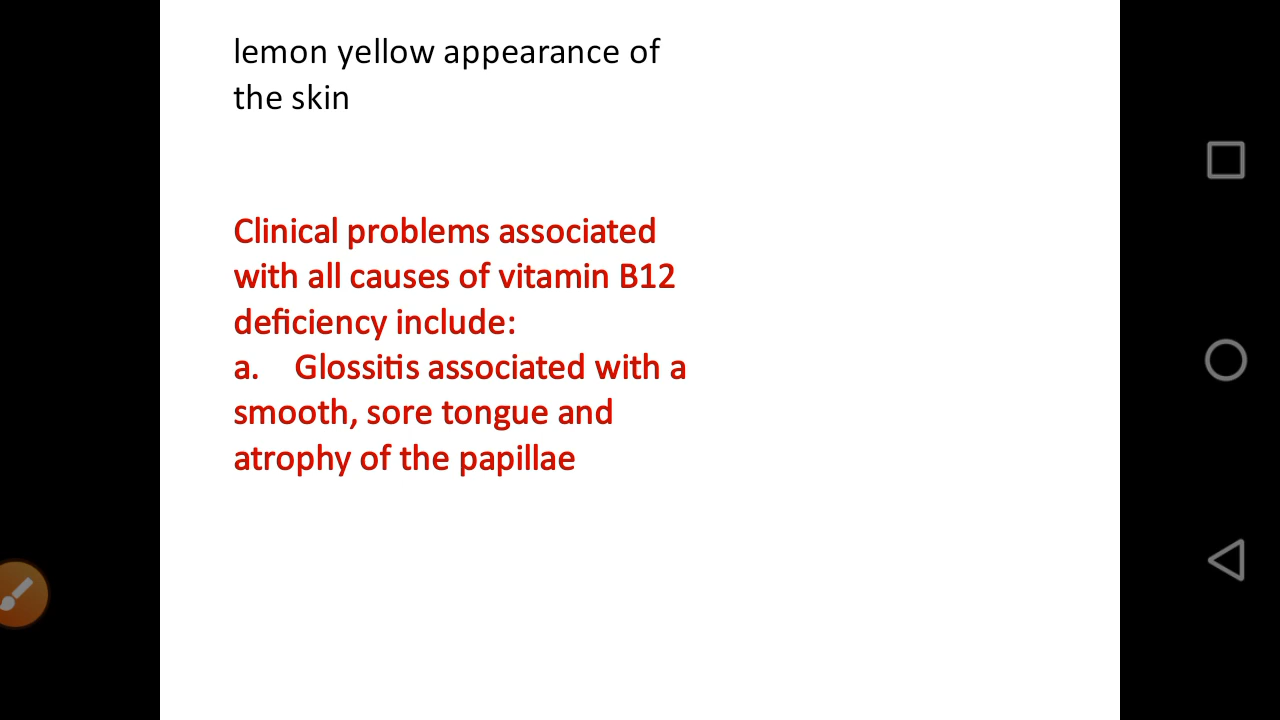 lemon yellow appearance of
the skin
Clinical problems associated
with all causes of vitamin B12
deficiency include:
a. Glossitis associated with a
smooth, sore tongue and
atrophy of the papillae